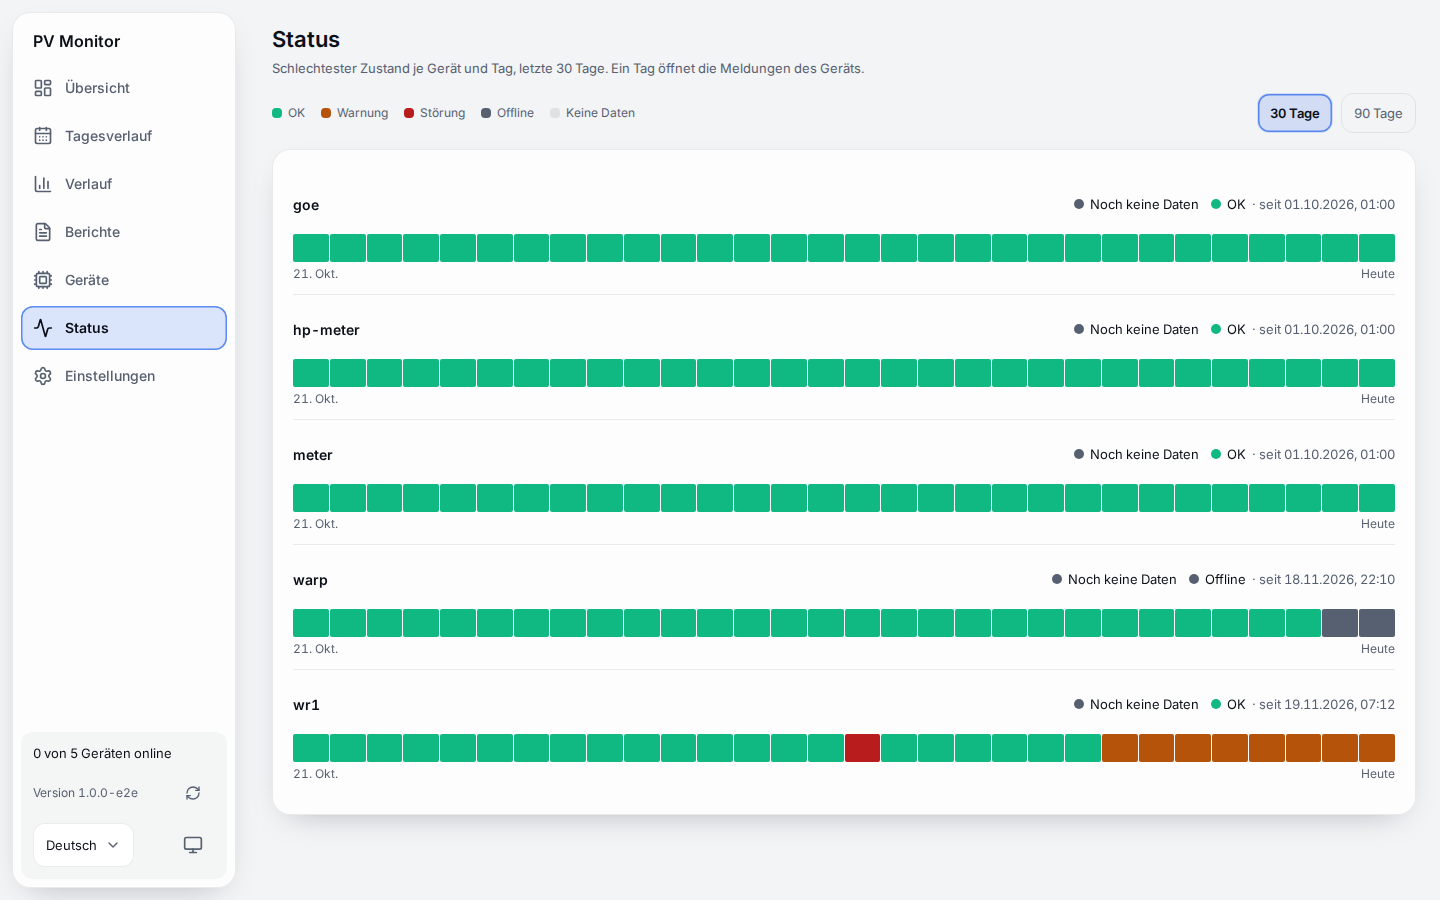 PV Monitor
Übersicht
Tagesverlauf
Verlauf
Berichte
Geräte
Status
Einstellungen
0 von 5 Geräten online
Version 1.0.0-e2e
Deutsch
Status
Schlechtester Zustand je Gerät und Tag, letzte 30 Tage. Ein Tag öffnet die Meldungen des Geräts.
OK Warnung Störung Offline Keine Daten
30 Tage 90 Tage
goe Noch keine Daten OK · seit 01.10.2026, 01:00
21. Okt. Heute
hp-meter Noch keine Daten OK · seit 01.10.2026, 01:00
21. Okt. Heute
meter Noch keine Daten OK · seit 01.10.2026, 01:00
21. Okt. Heute
warp Noch keine Daten Offline · seit 18.11.2026, 22:10
21. Okt. Heute
wr1 Noch keine Daten OK · seit 19.11.2026, 07:12
21. Okt. Heute